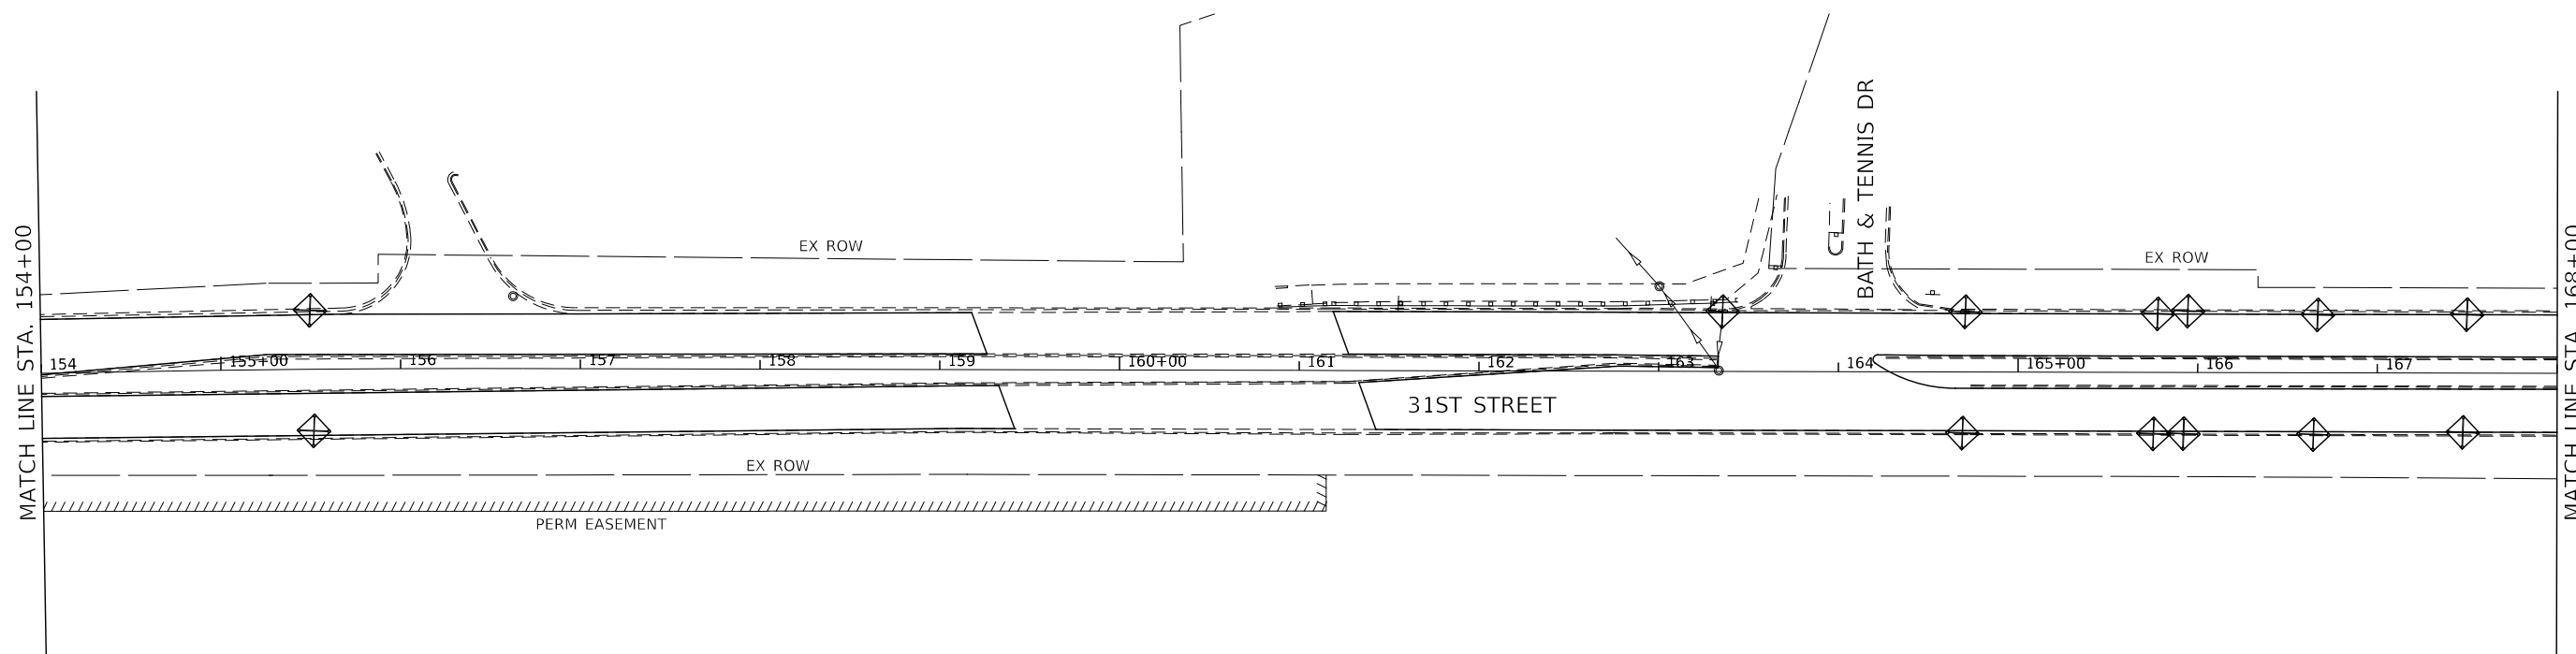 MATCH LINE STA. 154+00
EX ROW
BATH & TENNIS DR
EX ROW
154
155+00
156
157
158
159
160+00
161
162
163
164
165+00
166
167
31ST STREET
EX ROW
PERM EASEMENT
MATCH LINE STA. 168+00